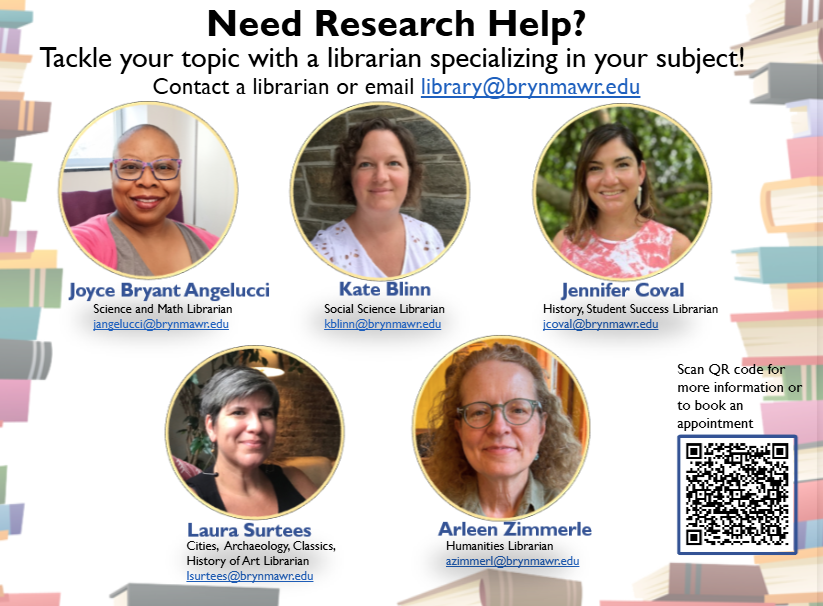 Need Research Help?
Tackle your topic with a librarian specializing in your subject!
Contact a librarian or email library@brynmawr.edu
Joyce Bryant Angelucci
Science and Math Librarian
jangelucci@brynmawr.edu
Kate Blinn
Social Science Librarian
kblinn@brynmawr.edu
Jennifer Coval
History, Student Success Librarian
jcoval@brynmawr.edu
Laura Surtees
Cities, Archaeology, Classics,
History of Art Librarian
lsurtees@brynmawr.edu
Arleen Zimmerle
Humanities Librarian
azimmerl@brynmawr.edu
Scan QR code for
more information or
to book an
appointment